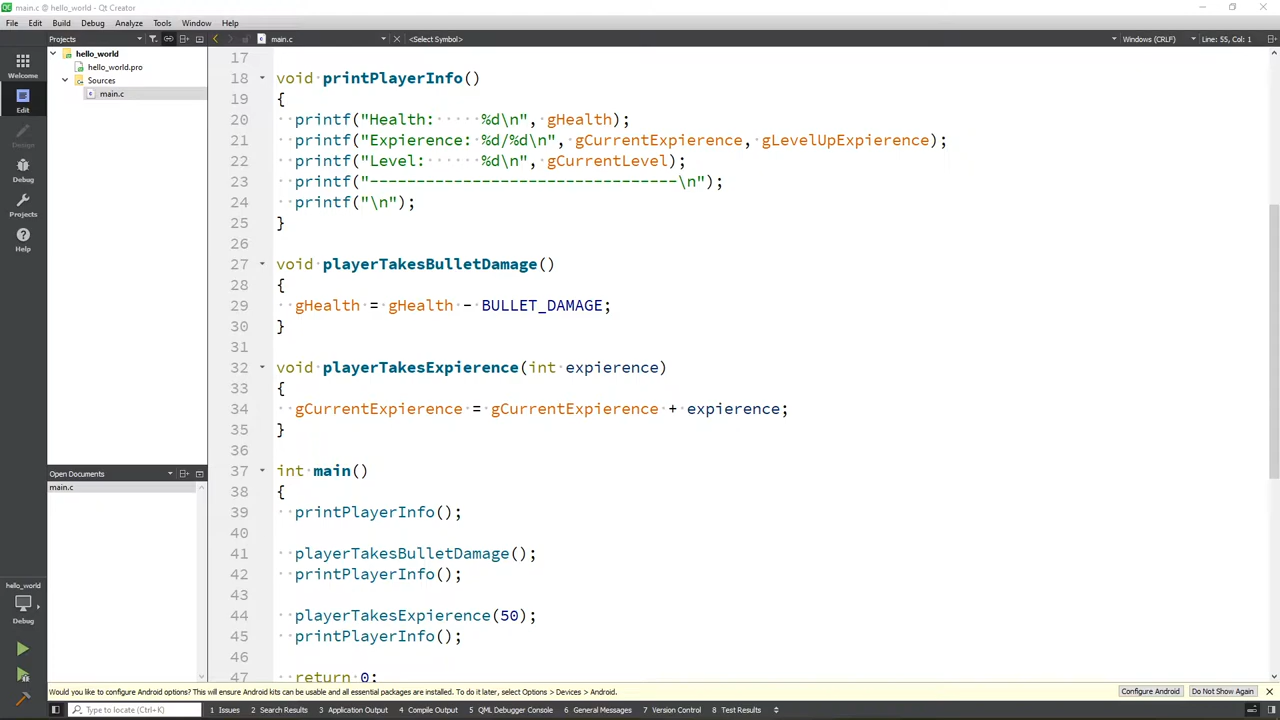 main.c @ hello_world - Qt Creator
File Edit Build Debug Analyze Tools Window Help
Projects main.c <Select Symbol> Windows (CRLF) Line: 55, Col: 1
hello_world
hello_world.pro
Sources
main.c
Welcome
Edit
Design
Debug
Projects
Help
17
18 void printPlayerInfo()
19 {
20 printf("Health:     %d\n", gHealth);
21 printf("Expierence: %d/%d\n", gCurrentExpierence, gLevelUpExpierence);
22 printf("Level:      %d\n", gCurrentLevel);
23 printf("---------------------------------\n");
24 printf("\n");
25 }
26
27 void playerTakesBulletDamage()
28 {
29 gHealth = gHealth - BULLET_DAMAGE;
30 }
31
32 void playerTakesExpierence(int expierence)
33 {
34 gCurrentExpierence = gCurrentExpierence + expierence;
35 }
36
37 int main()
38 {
39 printPlayerInfo();
40
41 playerTakesBulletDamage();
42 printPlayerInfo();
43
44 playerTakesExpierence(50);
45 printPlayerInfo();
46
47 return 0;
Open Documents
main.c
hello_world
Debug
Would you like to configure Android options? This will ensure Android kits can be usable and all essential packages are installed. To do it later, select Options > Devices > Android. Configure Android Do Not Show Again
Type to locate (Ctrl+K) 1 Issues 2 Search Results 3 Application Output 4 Compile Output 5 QML Debugger Console 6 General Messages 7 Version Control 8 Test Results